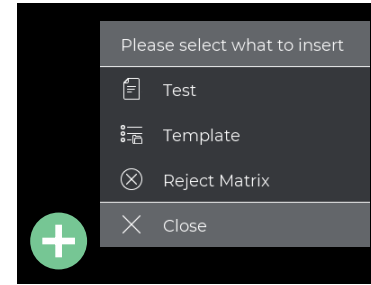 Please select what to insert
Test
Template
Reject Matrix
Close